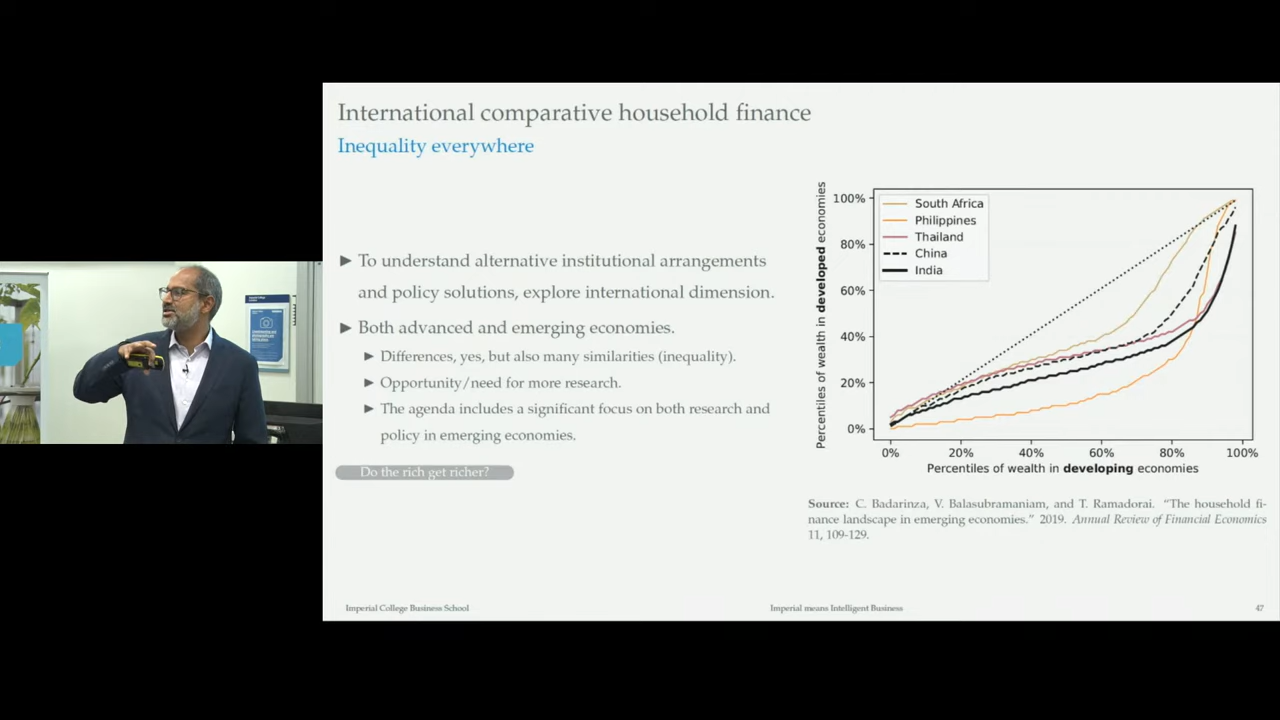 International comparative household finance
Inequality everywhere
▶ To understand alternative institutional arrangements
and policy solutions, explore international dimension.
▶ Both advanced and emerging economies.
▶ Differences, yes, but also many similarities (inequality).
▶ Opportunity/need for more research.
▶ The agenda includes a significant focus on both research and
policy in emerging economies.
Do the rich get richer?
Percentiles of wealth in developed economies
100%
80%
60%
40%
20%
0%
South Africa
Philippines
Thailand
China
India
0% 20% 40% 60% 80% 100%
Percentiles of wealth in developing economies
Source: C. Badarinza, V. Balasubramaniam, and T. Ramadorai. “The household fi-
nance landscape in emerging economies.” 2019. Annual Review of Financial Economics
11, 109-129.
Imperial College Business School
Imperial means Intelligent Business
47